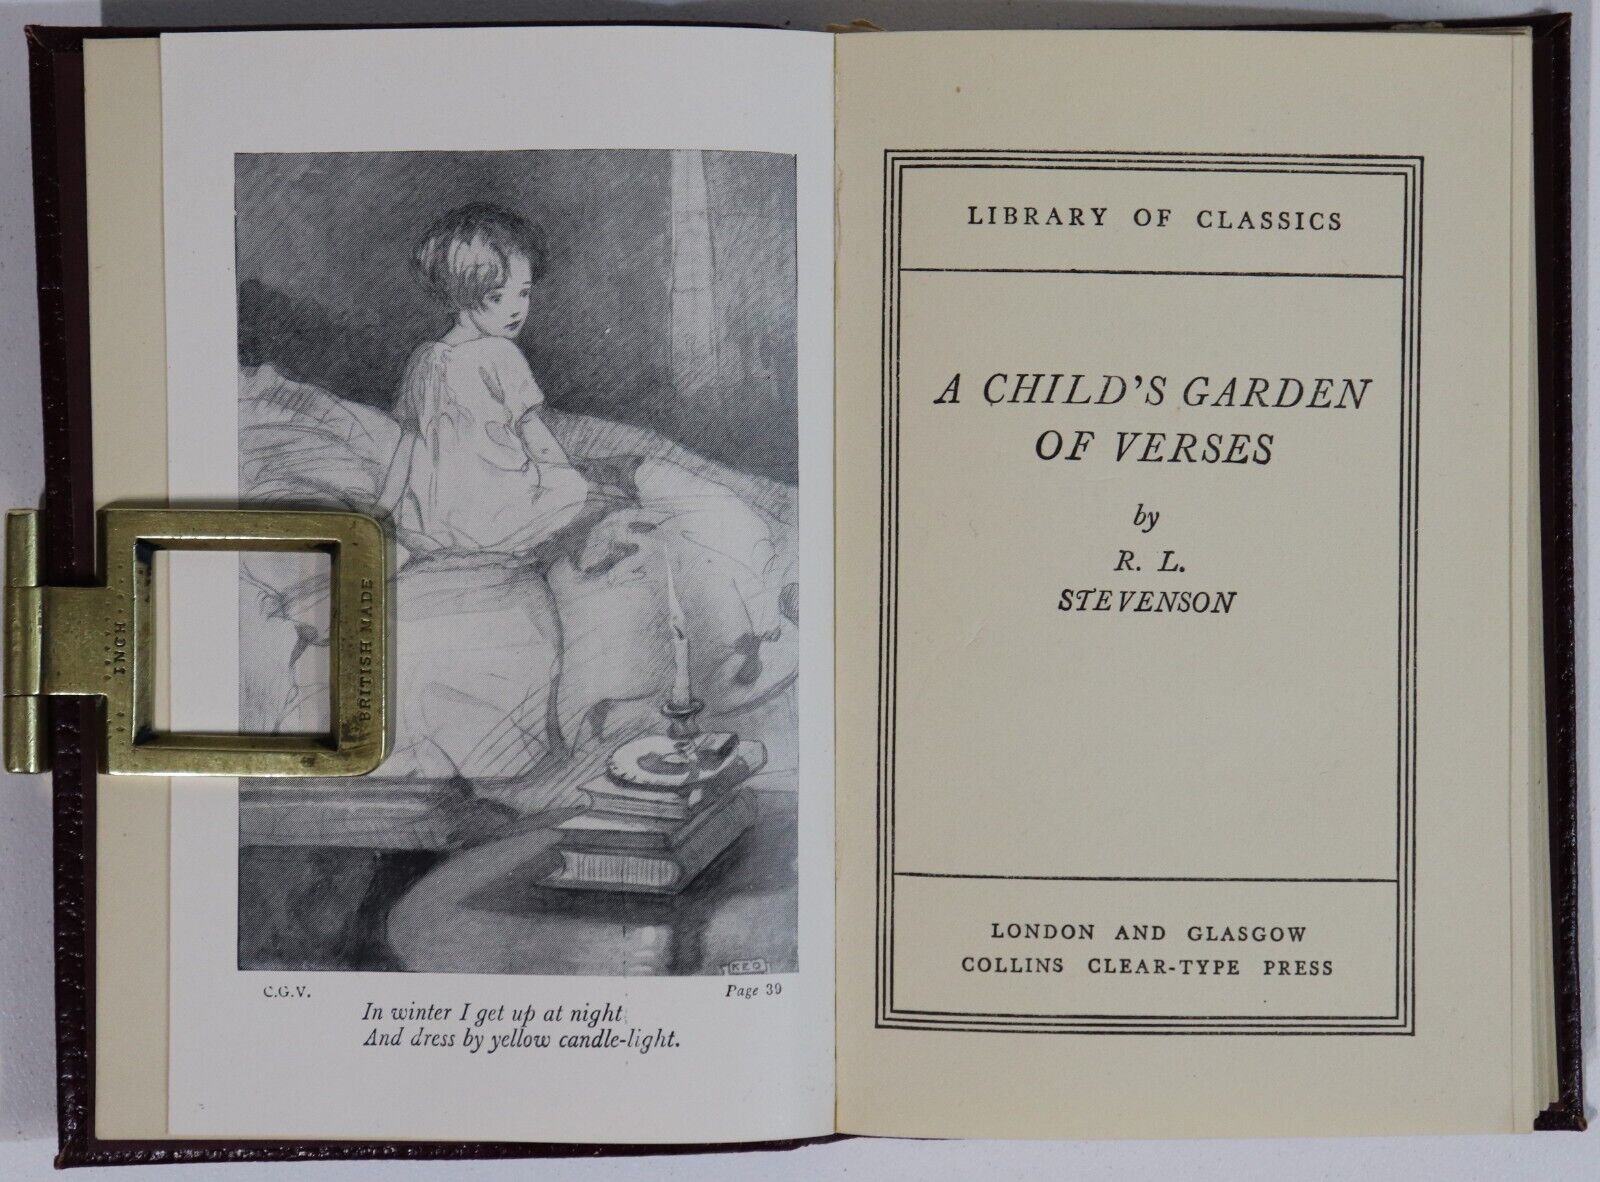 KEO
C.G.V.
Page 39
In winter I get up at night
And dress by yellow candle-light.
INCH
BRITISH MADE
LIBRARY OF CLASSICS
A CHILD'S GARDEN
OF VERSES
by
R. L.
STEVENSON
LONDON AND GLASGOW
COLLINS CLEAR-TYPE PRESS